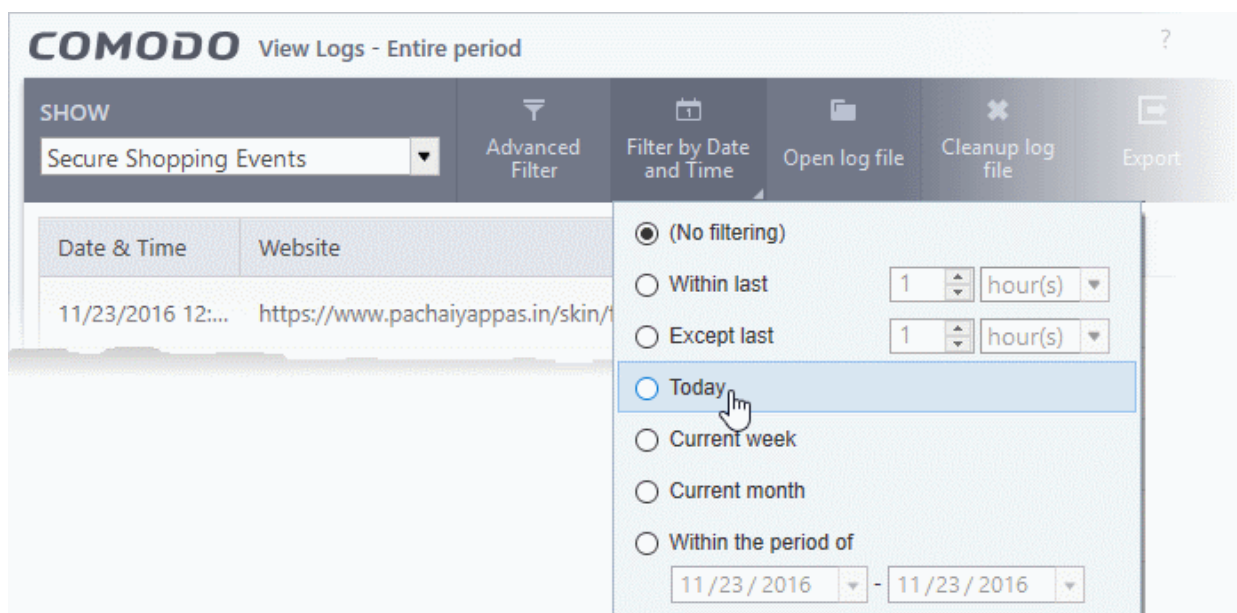 COMODO View Logs - Entire period ?
SHOW
Secure Shopping Events
Advanced
Filter
Filter by Date
and Time
Open log file
Cleanup log
file
Export
Date & Time Website
11/23/2016 12:... https://www.pachaiyappas.in/skin/
(No filtering)
Within last 1 hour(s)
Except last 1 hour(s)
Today
Current week
Current month
Within the period of
11/23/2016 - 11/23/2016